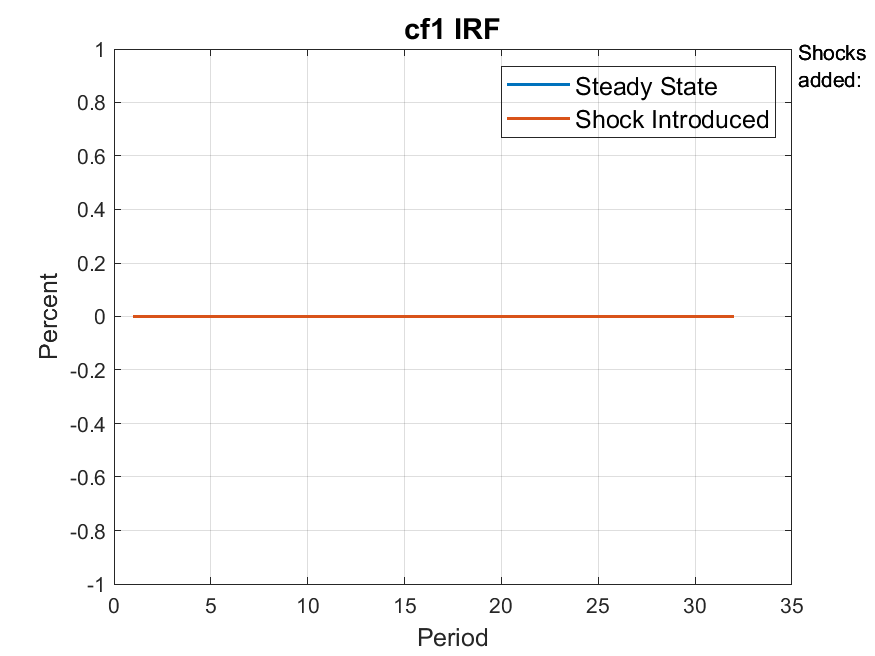 cf1 IRF
Shocks
added:
Steady State
Shock Introduced
1
0.8
0.6
0.4
0.2
0
-0.2
-0.4
-0.6
-0.8
-1
Percent
0 5 10 15 20 25 30 35
Period